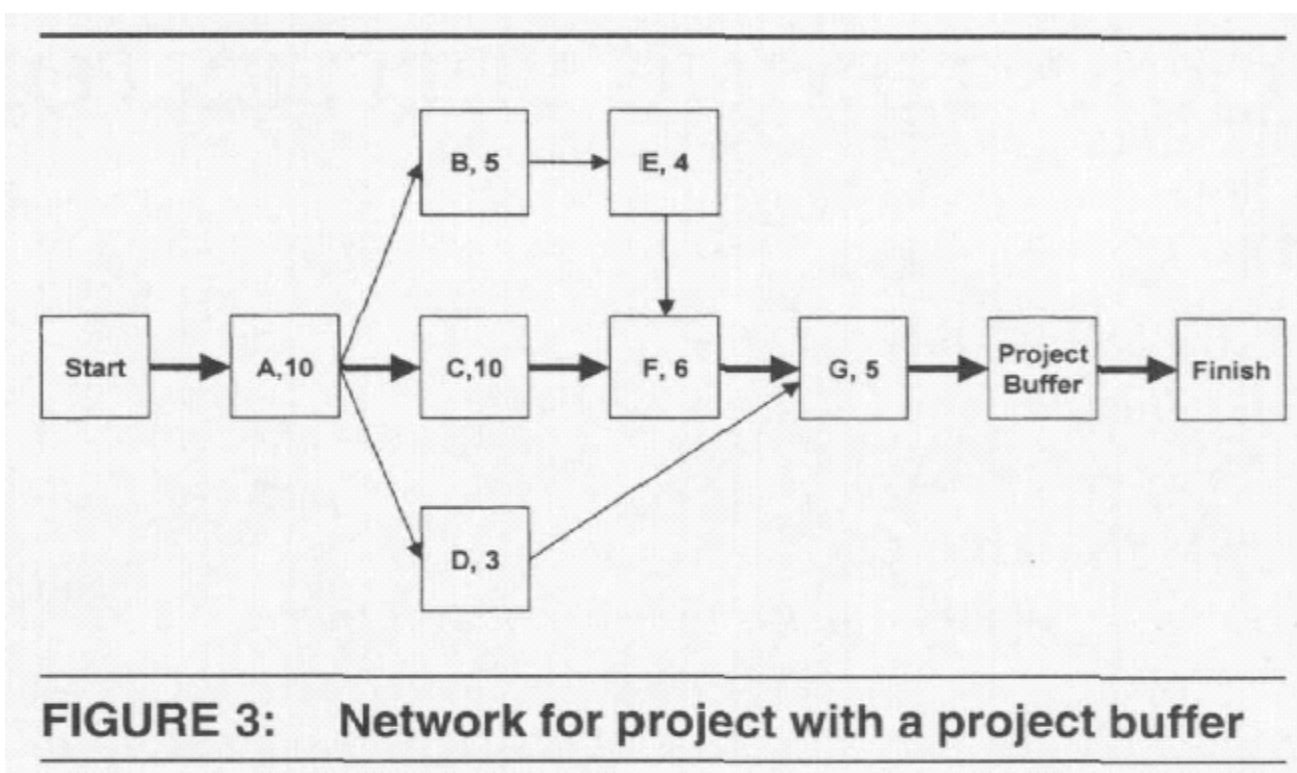 B, 5
E, 4
Start
A,10
C,10
F, 6
G, 5
Project
Buffer
Finish
D, 3
FIGURE 3: Network for project with a project buffer